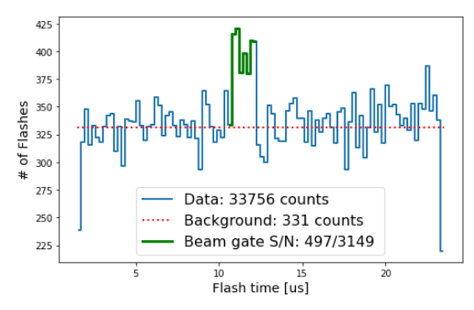 425
400
375
350
325
300
275
250
225
# of Flashes
Data: 33756 counts
Background: 331 counts
Beam gate S/N: 497/3149
5
10
15
20
Flash time [us]